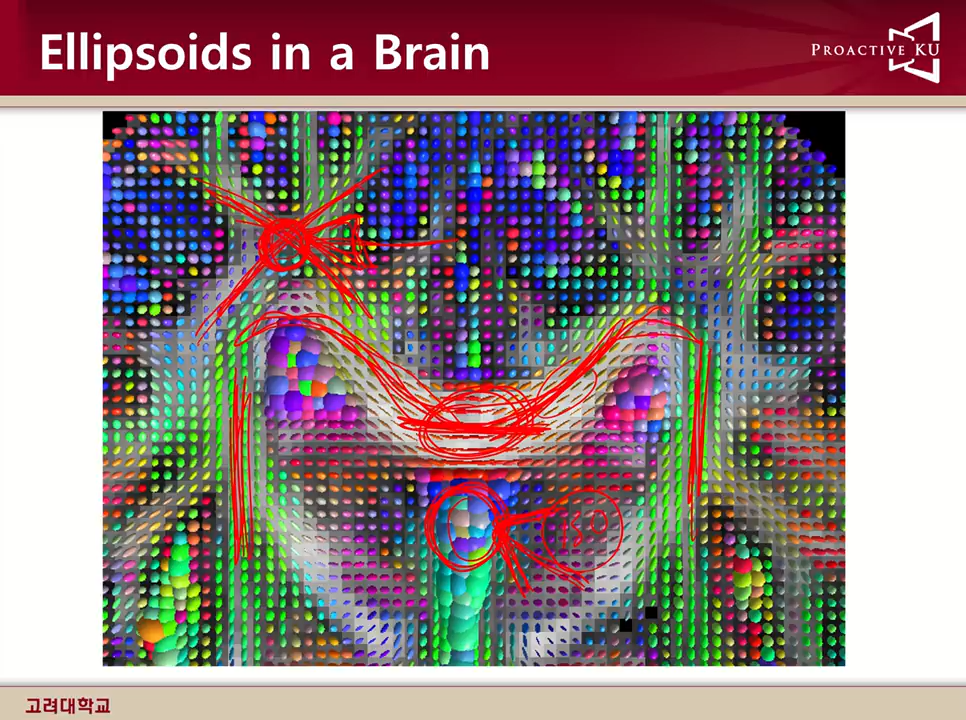 Ellipsoids in a Brain
PROACTIVE KU
ISO
고려대학교